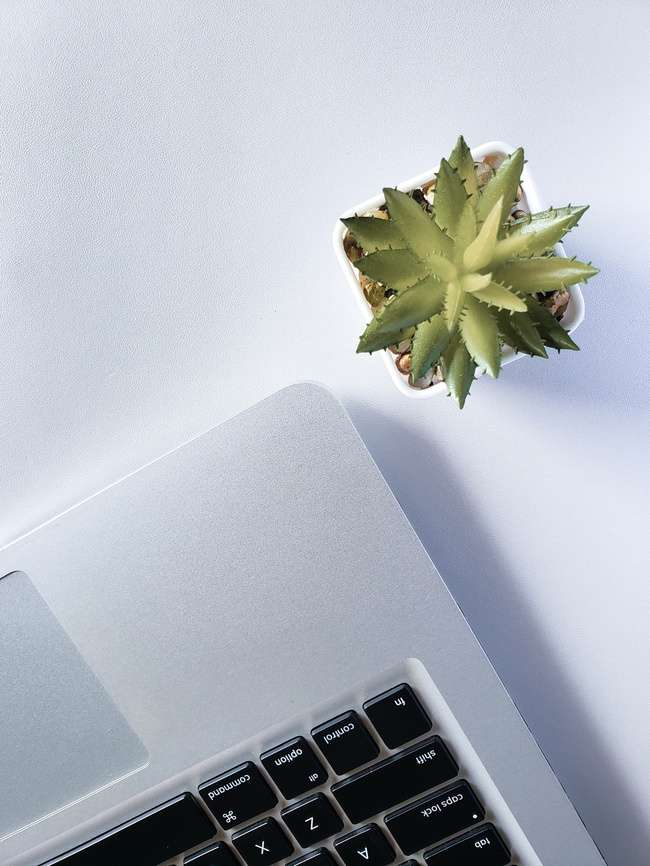 fn
control
alt
option
⌘
command
shift
Z
X
caps lock
A
tab